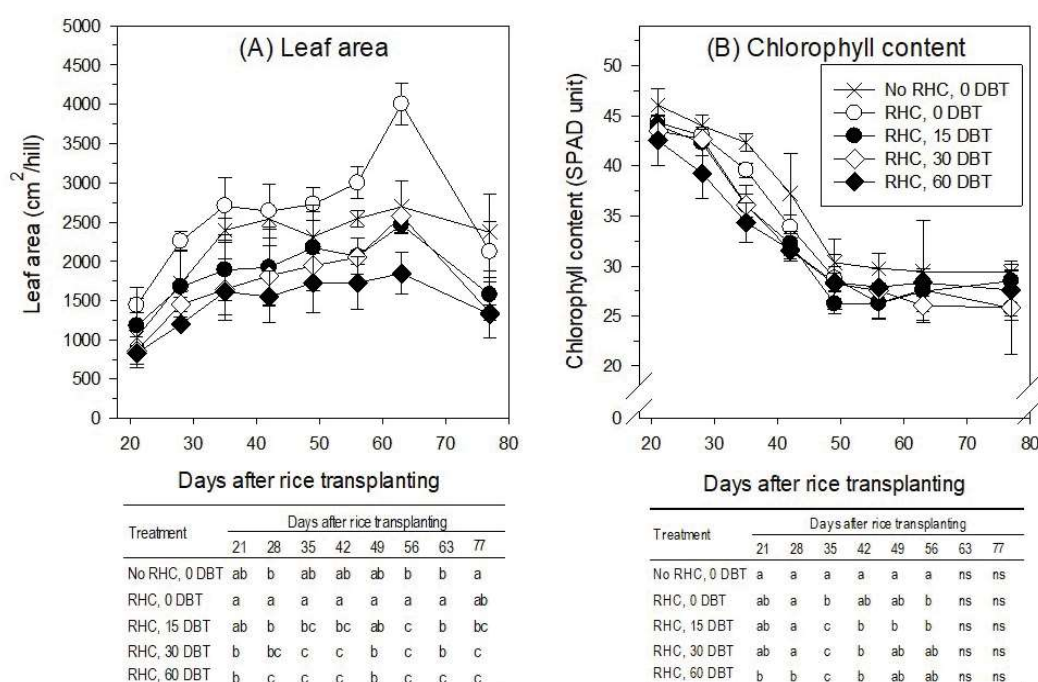 (A) Leaf area
5000
4500
4000
3500
3000
2500
2000
1500
1000
500
0
Leaf area (cm²/hill)
20 30 40 50 60 70 80
Days after rice transplanting
(B) Chlorophyll content
50
45
40
35
30
25
20
0
Chlorophyll content (SPAD unit)
No RHC, 0 DBT
RHC, 0 DBT
RHC, 15 DBT
RHC, 30 DBT
RHC, 60 DBT
20 30 40 50 60 70 80
Days after rice transplanting
Treatment Days after rice transplanting
21 28 35 42 49 56 63 77
No RHC, 0 DBT ab b ab ab ab b b a
RHC, 0 DBT a a a a a a a ab
RHC, 15 DBT ab b bc bc ab c b bc
RHC, 30 DBT b bc c c b c b c
RHC, 60 DBT b c c c b c c c
Treatment Days after rice transplanting
21 28 35 42 49 56 63 77
No RHC, 0 DBT a a a a a a ns ns
RHC, 0 DBT ab a b ab ab b ns ns
RHC, 15 DBT ab a c b b b ns ns
RHC, 30 DBT ab a c b ab ab ns ns
RHC, 60 DBT b b c b ab ab ns ns